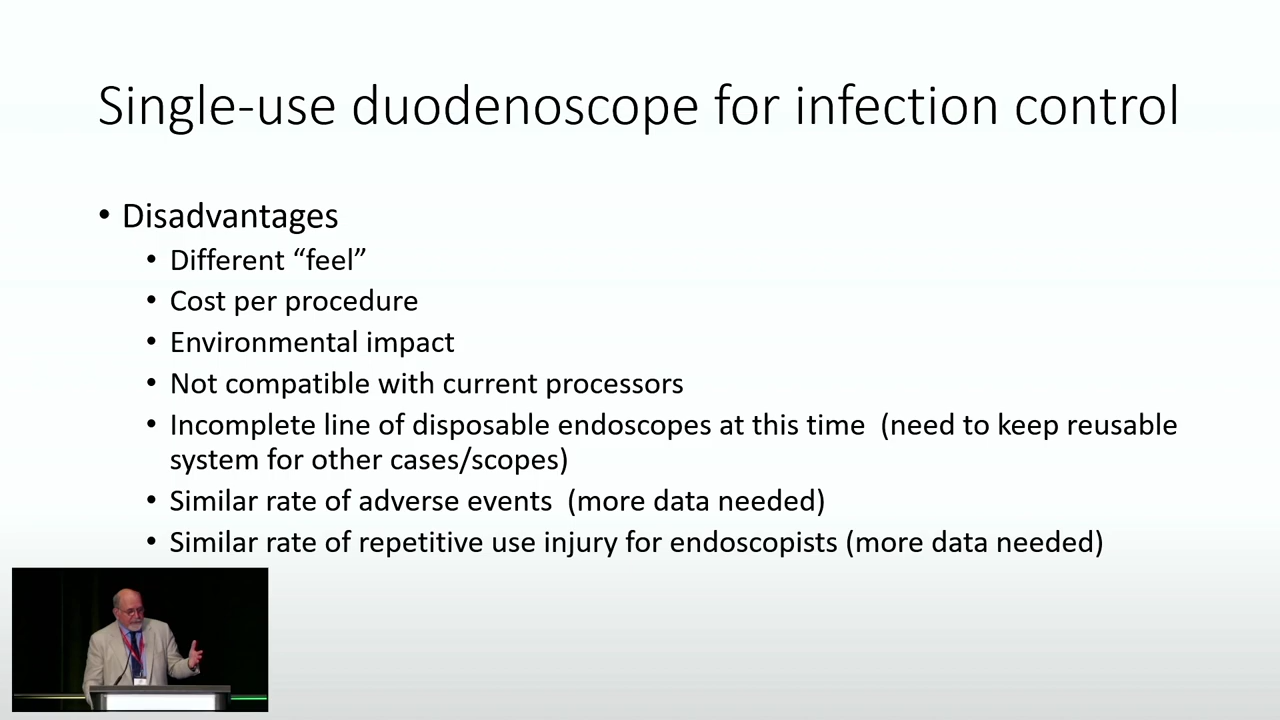 Single-use duodenoscope for infection control
• Disadvantages
• Different “feel”
• Cost per procedure
• Environmental impact
• Not compatible with current processors
• Incomplete line of disposable endoscopes at this time  (need to keep reusable
system for other cases/scopes)
• Similar rate of adverse events  (more data needed)
• Similar rate of repetitive use injury for endoscopists (more data needed)